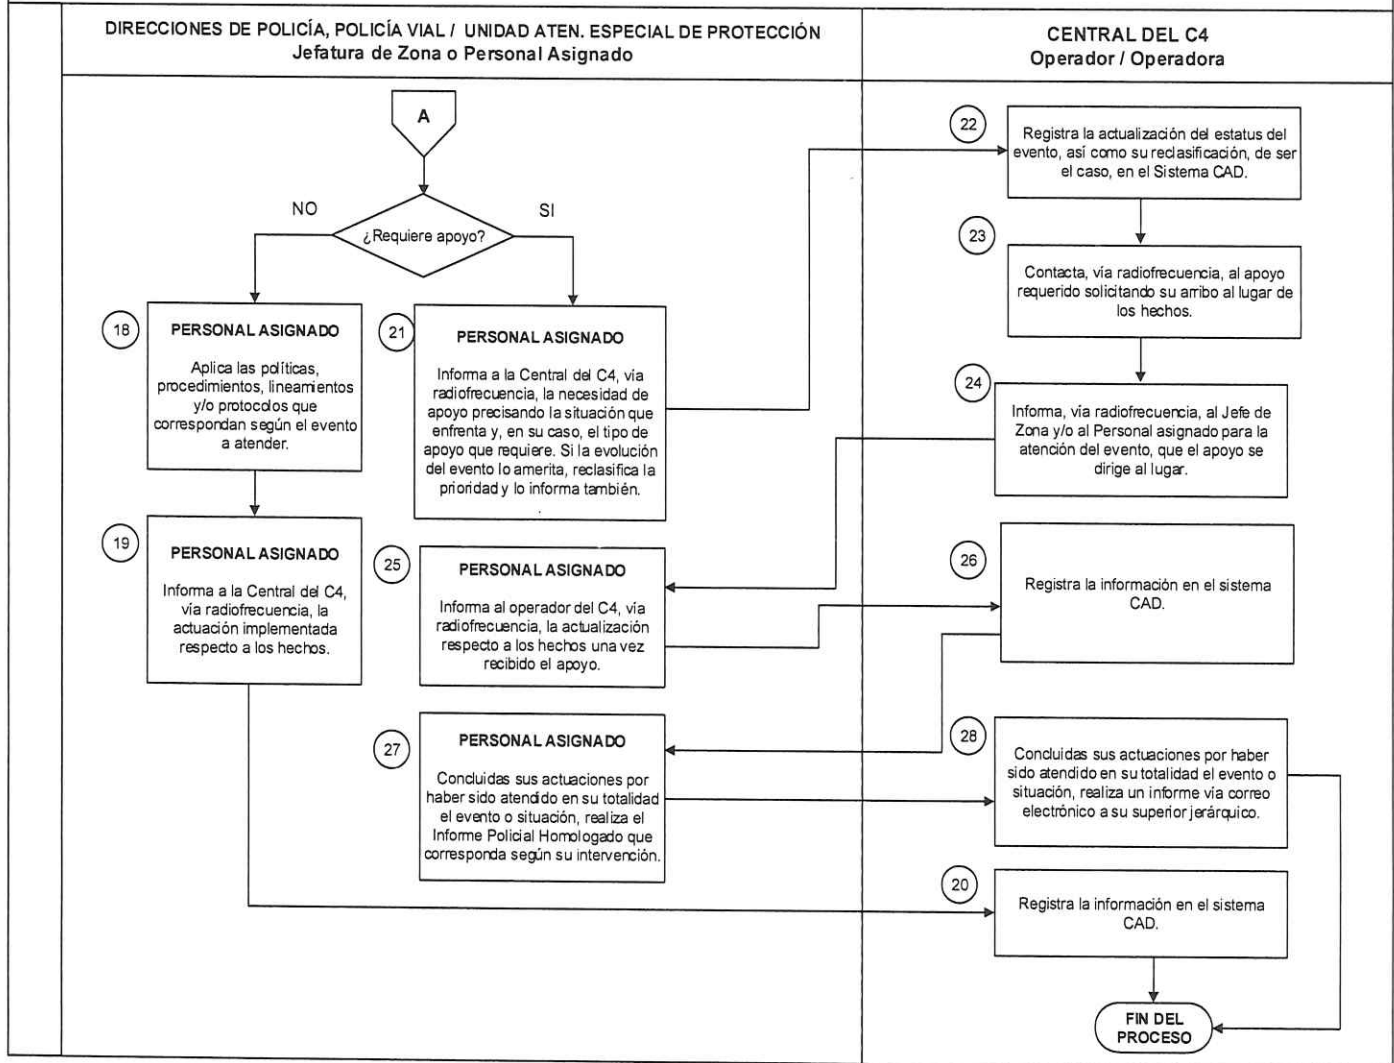 DIRECCIONES DE POLICÍA, POLICÍA VIAL / UNIDAD ATEN. ESPECIAL DE PROTECCIÓN
Jefatura de Zona o Personal Asignado
CENTRAL DEL C4
Operador / Operadora
A
¿Requiere apoyo?
NO
SI
18
PERSONAL ASIGNADO
Aplica las políticas,
procedimientos, lineamientos
y/o protocolos que
correspondan según el evento
a atender.
19
PERSONAL ASIGNADO
Informa a la Central del C4,
vía radiofrecuencia, la
actuación implementada
respecto a los hechos.
21
PERSONAL ASIGNADO
Informa a la Central del C4, vía
radiofrecuencia, la necesidad de
apoyo precisando la situación que
enfrenta y, en su caso, el tipo de
apoyo que requiere. Si la evolución
del evento lo amerita, reclasifica la
prioridad y lo informa también.
22
Registra la actualización del estatus del
evento, así como su reclasificación, de ser
el caso, en el Sistema CAD.
23
Contacta, vía radiofrecuencia, al apoyo
requerido solicitando su arribo al lugar de
los hechos.
24
Informa, vía radiofrecuencia, al Jefe de
Zona y/o al Personal asignado para la
atención del evento, que el apoyo se
dirige al lugar.
25
PERSONAL ASIGNADO
Informa al operador del C4, vía
radiofrecuencia, la actualización
respecto a los hechos una vez
recibido el apoyo.
26
Registra la información en el sistema
CAD.
27
PERSONAL ASIGNADO
Concluidas sus actuaciones por
haber sido atendido en su totalidad
el evento o situación, realiza el
Informe Policial Homologado que
corresponda según su intervención.
28
Concluidas sus actuaciones por haber
sido atendido en su totalidad el evento o
situación, realiza un informe vía correo
electrónico a su superior jerárquico.
20
Registra la información en el sistema
CAD.
FIN DEL
PROCESO